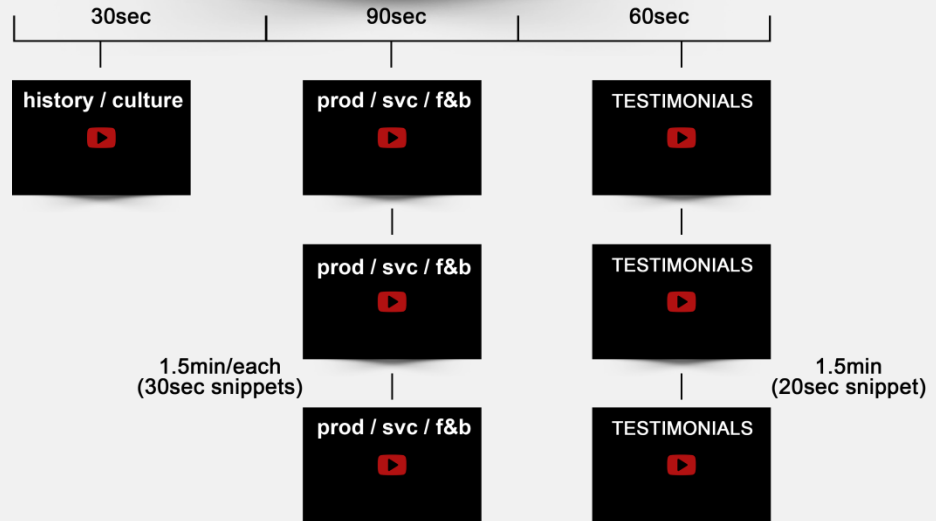 30sec
90sec
60sec
history / culture
prod / svc / f&b
TESTIMONIALS
prod / svc / f&b
TESTIMONIALS
1.5min/each
(30sec snippets)
1.5min
(20sec snippet)
prod / svc / f&b
TESTIMONIALS